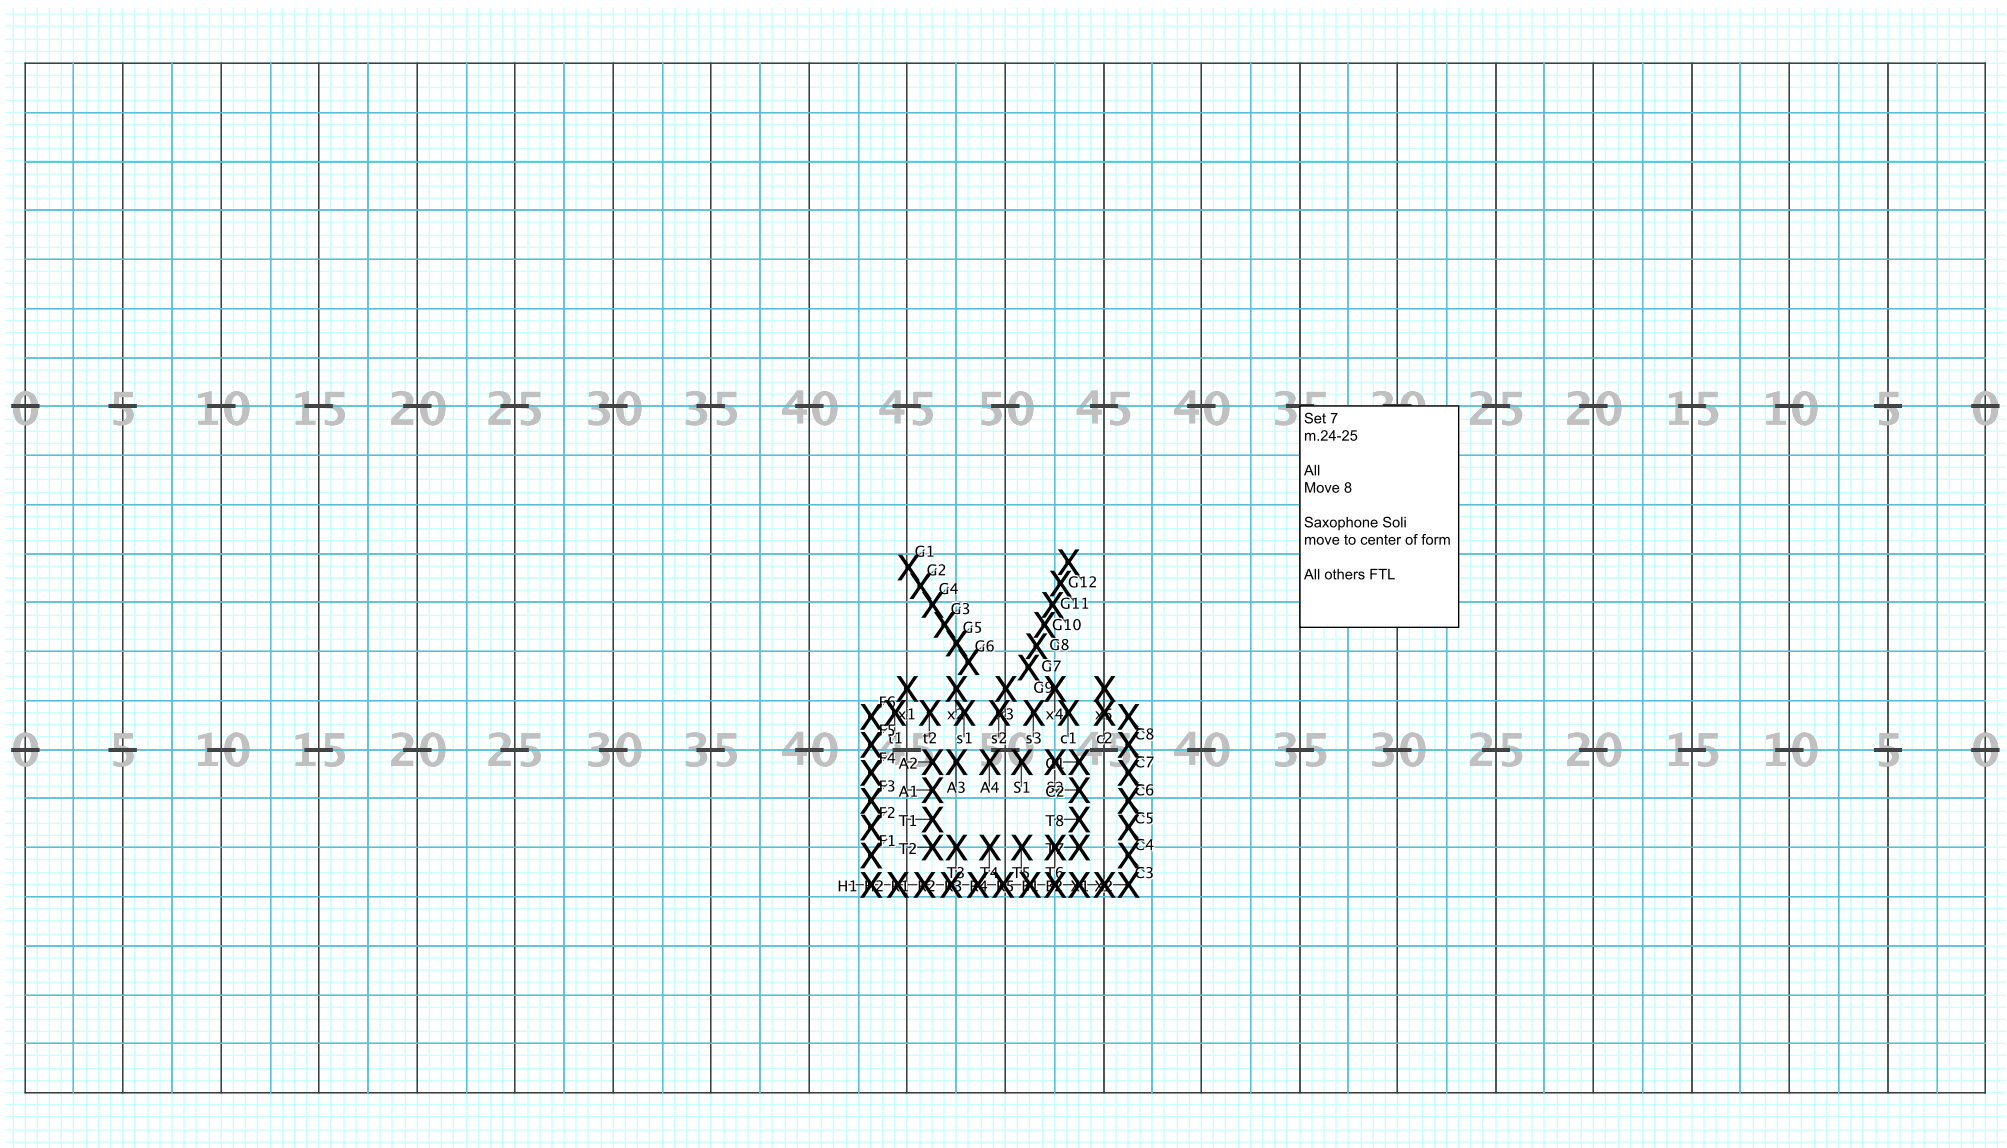 0 5 10 15 20 25 30 35 40 45 50 45 40 35 30 25 20 15 10 5 0
Set 7
m.24-25
All
Move 8
Saxophone Soli
move to center of form
All others FTL
G1
G2
G4
G3
G5
G6
G12
G11
G10
G8
G7
G9
F6
x1 x4
F5
t1 t2 s1 s2 s3 c1 c2 C8
0 5 10 15 20 25 30 35 40 45 50 45 40 35 30 25 20 15 10 5 0
F4 A2 C7
F3 A1 A3 A4 S1 C2 C6
F2 T1 T8 C5
F1 T2 T7 C4
T3 T4 T5 T6 C3
H1 H2 X2